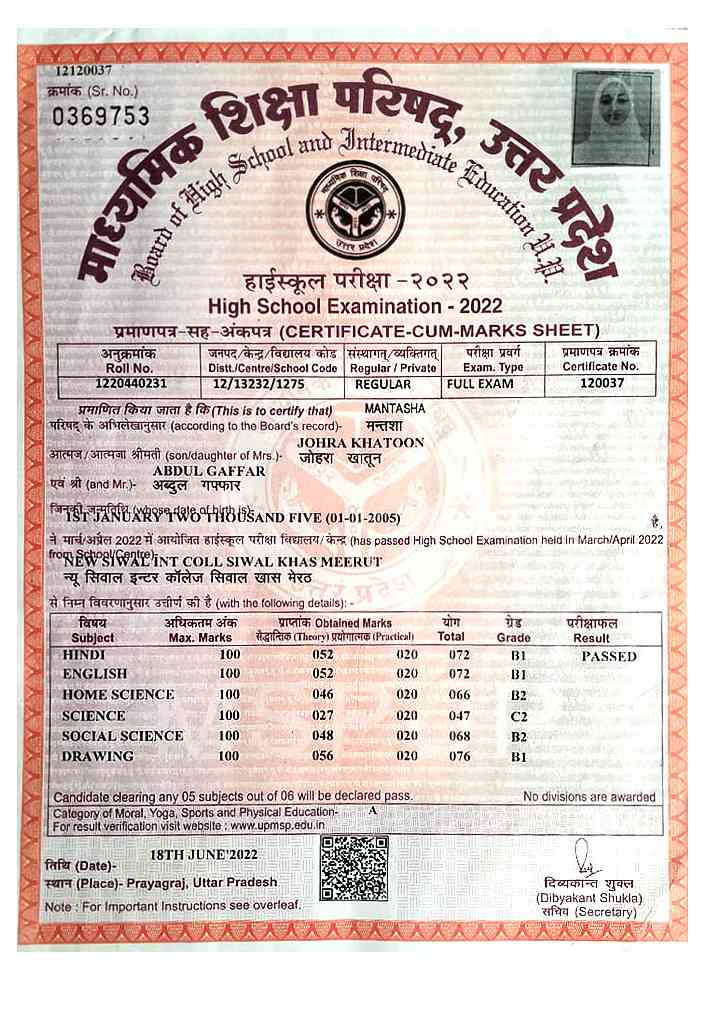 12120037
क्रमांक (Sr. No.)
0369753
माध्यमिक शिक्षा परिषद्, उत्तर प्रदेश
Board of High School and Intermediate Education U.P.
माध्यमिक शिक्षा परिषद
उत्तर प्रदेश
हाईस्कूल परीक्षा -२०२२
High School Examination - 2022
प्रमाणपत्र-सह-अंकपत्र (CERTIFICATE-CUM-MARKS SHEET)
अनुक्रमांक जनपद/केन्द्र/विद्यालय कोड संस्थागत/व्यक्तिगत परीक्षा प्रवर्ग प्रमाणपत्र क्रमांक
Roll No. Distt./Centre/School Code Regular / Private Exam. Type Certificate No.
1220440231 12/13232/1275 REGULAR FULL EXAM 120037
प्रमाणित किया जाता है कि (This is to certify that) MANTASHA
परिषद् के अभिलेखानुसार (according to the Board's record)- मन्तशा
JOHRA KHATOON
आत्मज/आत्मजा श्रीमती (son/daughter of Mrs.)- जोहरा खातून
ABDUL GAFFAR
एवं श्री (and Mr.)- अब्दुल गफ्फार
जिनकी जन्मतिथि (whose date of birth is)-
1ST JANUARY TWO THOUSAND FIVE (01-01-2005) है,
ने मार्च/अप्रैल 2022 में आयोजित हाईस्कूल परीक्षा विद्यालय/केन्द्र (has passed High School Examination held in March/April 2022
from School/Centre)-
NEW SIWAL INT COLL SIWAL KHAS MEERUT
न्यू सिवाल इन्टर कॉलेज सिवाल खास मेरठ
से निम्न विवरणानुसार उत्तीर्ण की है (with the following details): -
विषय अधिकतम अंक प्राप्तांक Obtained Marks योग ग्रेड परीक्षाफल
Subject Max. Marks सैद्धान्तिक (Theory) प्रयोगात्मक (Practical) Total Grade Result
HINDI 100 052 020 072 B1 PASSED
ENGLISH 100 052 020 072 B1
HOME SCIENCE 100 046 020 066 B2
SCIENCE 100 027 020 047 C2
SOCIAL SCIENCE 100 048 020 068 B2
DRAWING 100 056 020 076 B1
Candidate clearing any 05 subjects out of 06 will be declared pass. No divisions are awarded
Category of Moral, Yoga, Sports and Physical Education- A
For result verification visit website : www.upmsp.edu.in
18TH JUNE'2022
तिथि (Date)-
स्थान (Place)- Prayagraj, Uttar Pradesh
Note : For Important Instructions see overleaf.
दिव्यकान्त शुक्ल
(Dibyakant Shukla)
सचिव (Secretary)